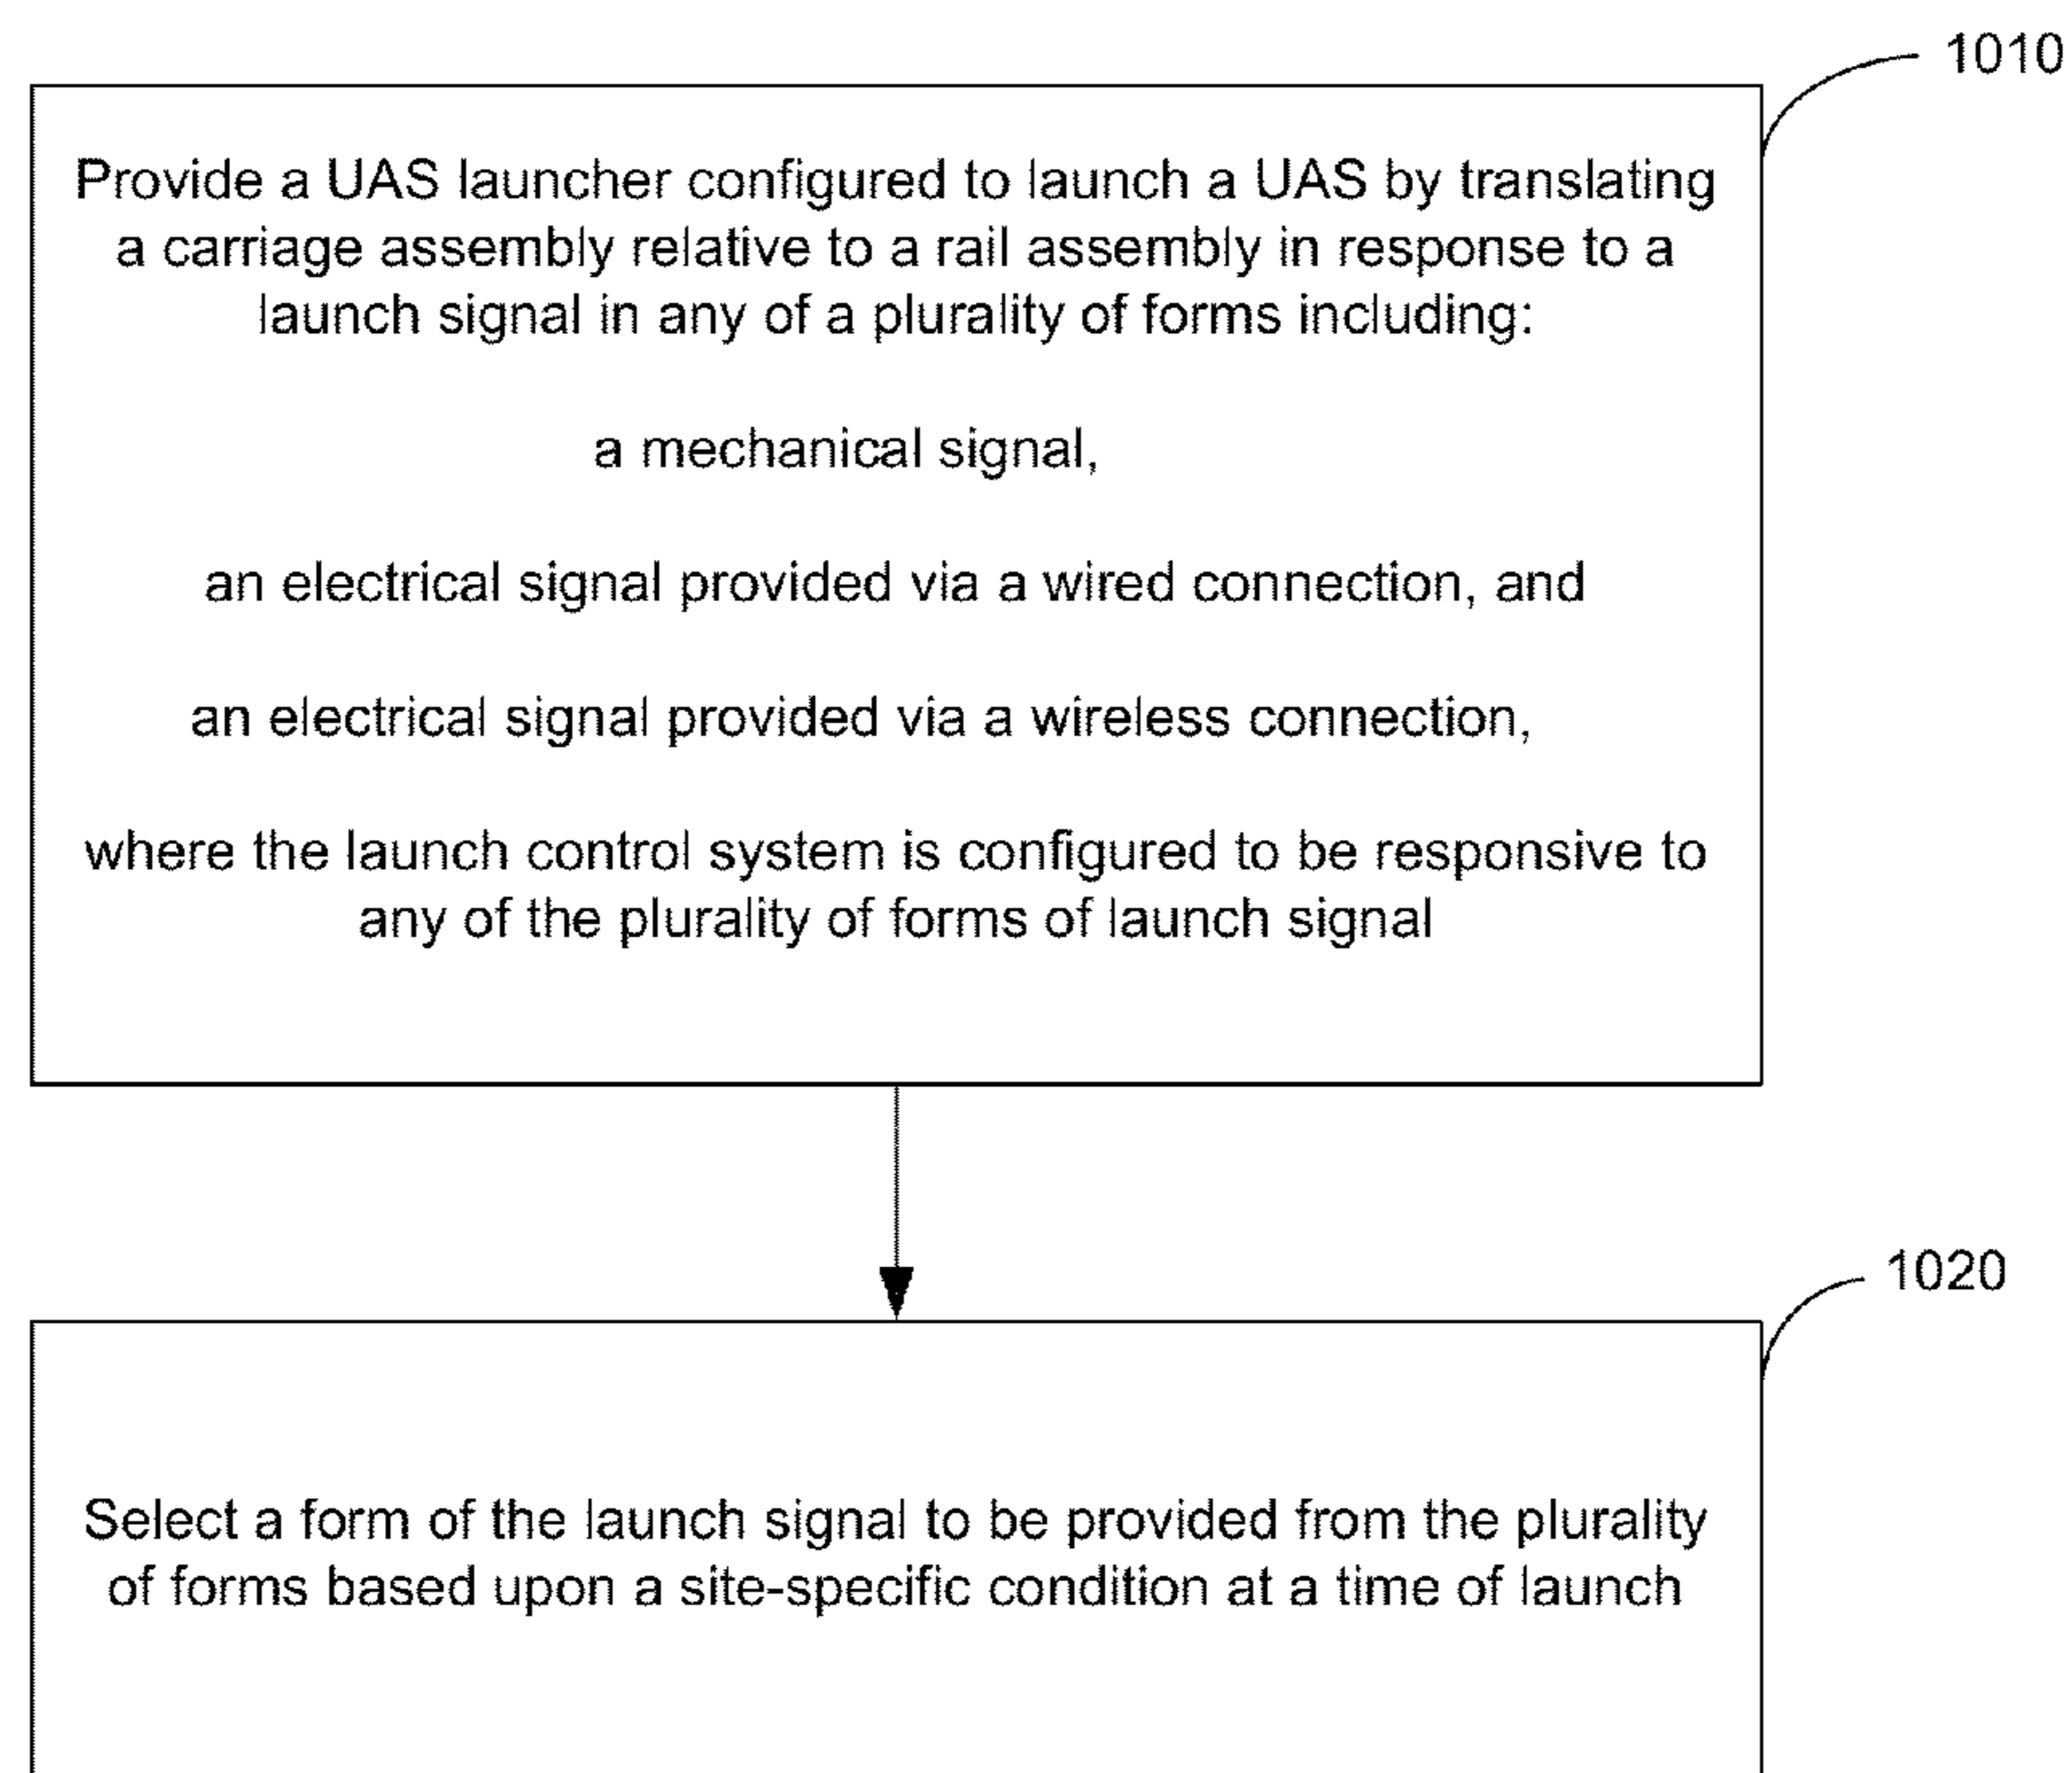 1010
Provide a UAS launcher configured to launch a UAS by translating
a carriage assembly relative to a rail assembly in response to a
launch signal in any of a plurality of forms including:
a mechanical signal,
an electrical signal provided via a wired connection, and
an electrical signal provided via a wireless connection,
where the launch control system is configured to be responsive to
any of the plurality of forms of launch signal
1020
Select a form of the launch signal to be provided from the plurality
of forms based upon a site-specific condition at a time of launch